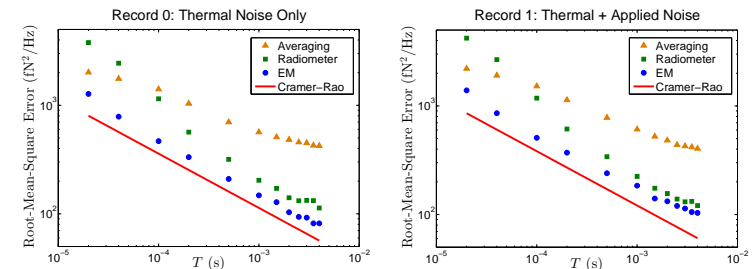 Record 0: Thermal Noise Only
Root-Mean-Square Error (fN²/Hz)
10³
10²
Averaging
Radiometer
EM
Cramer−Rao
10⁻⁵
10⁻⁴
10⁻³
10⁻²
T (s)
Record 1: Thermal + Applied Noise
Root-Mean-Square Error (fN²/Hz)
10³
10²
Averaging
Radiometer
EM
Cramer−Rao
10⁻⁵
10⁻⁴
10⁻³
10⁻²
T (s)